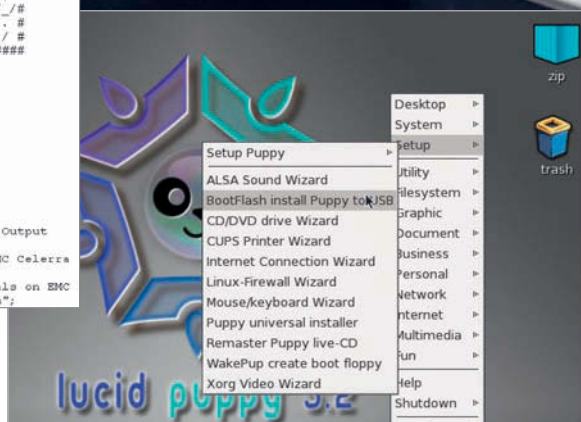 _/#
. #
/ #
####
Output
C Celerra
ls on EMC
";
zip
trash
Desktop
System
Setup
Utility
Filesystem
Graphic
Document
Business
Personal
Network
Internet
Multimedia
Fun
Help
Shutdown
Setup Puppy
ALSA Sound Wizard
BootFlash install Puppy to USB
CD/DVD drive Wizard
CUPS Printer Wizard
Internet Connection Wizard
Linux-Firewall Wizard
Mouse/keyboard Wizard
Puppy universal installer
Remaster Puppy live-CD
WakePup create boot floppy
Xorg Video Wizard
lucid puppy 5.2